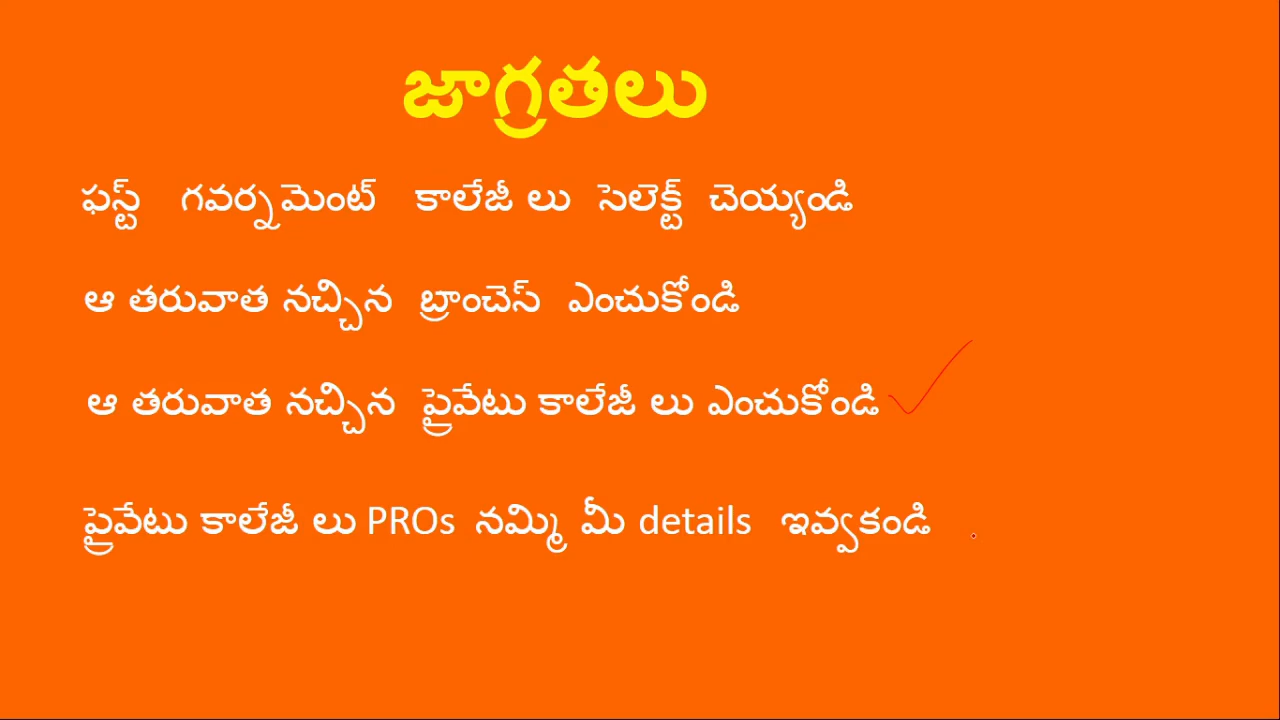 జాగ్రతలు
ఫస్ట్ గవర్నమెంట్ కాలేజీ లు సెలెక్ట్ చెయ్యండి
ఆ తరువాత నచ్చిన బ్రాంచెస్ ఎంచుకోండి
ఆ తరువాత నచ్చిన ప్రైవేటు కాలేజీ లు ఎంచుకోండి
ప్రైవేటు కాలేజీ లు PROs నమ్మి మీ details ఇవ్వకండి